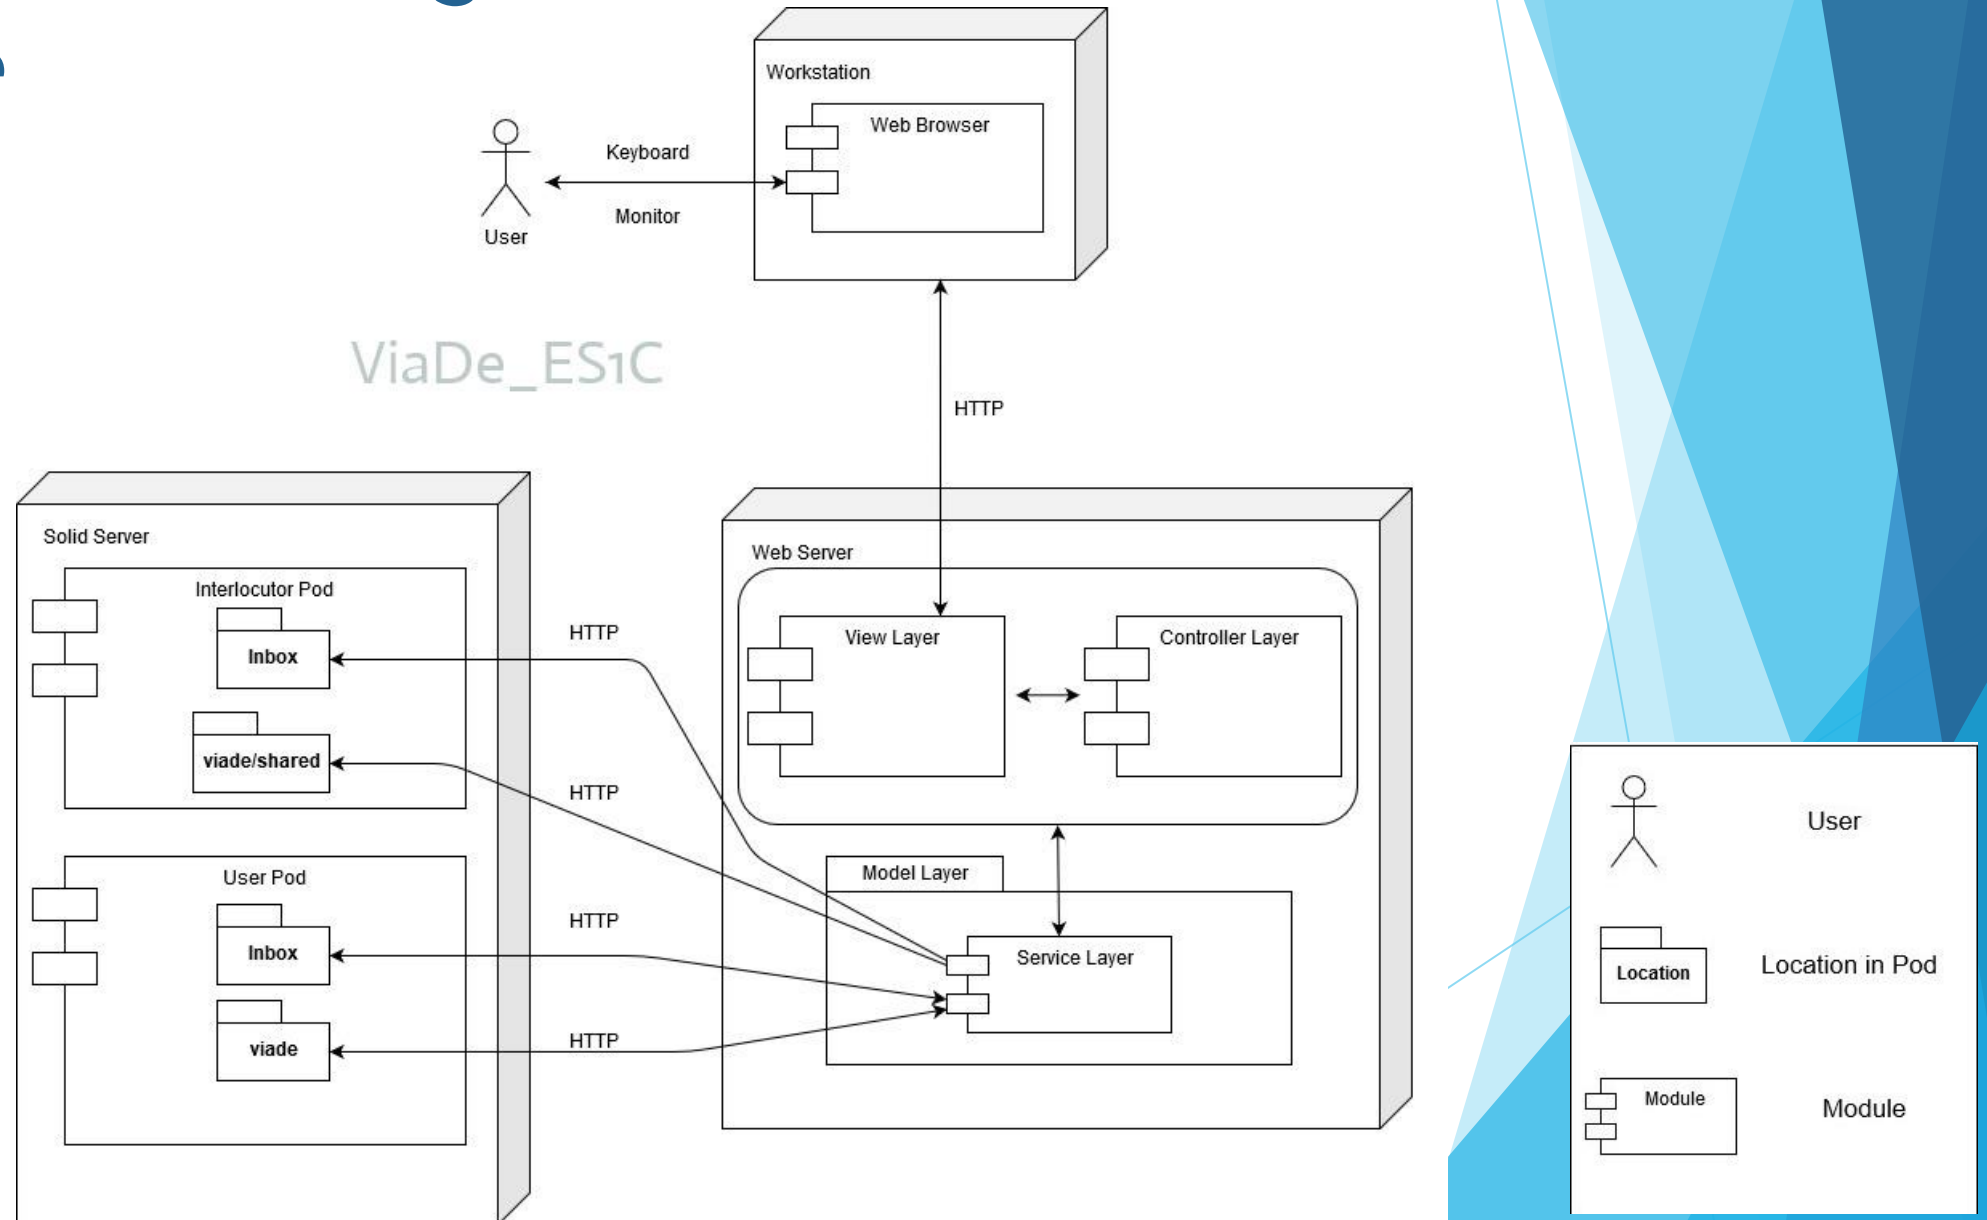 Workstation
Web Browser
Keyboard
Monitor
User
ViaDe_ES1C
HTTP
Solid Server
Interlocutor Pod
Inbox
viade/shared
User Pod
Inbox
viade
HTTP
HTTP
HTTP
HTTP
Web Server
View Layer
Controller Layer
Model Layer
Service Layer
User
Location
Location in Pod
Module
Module